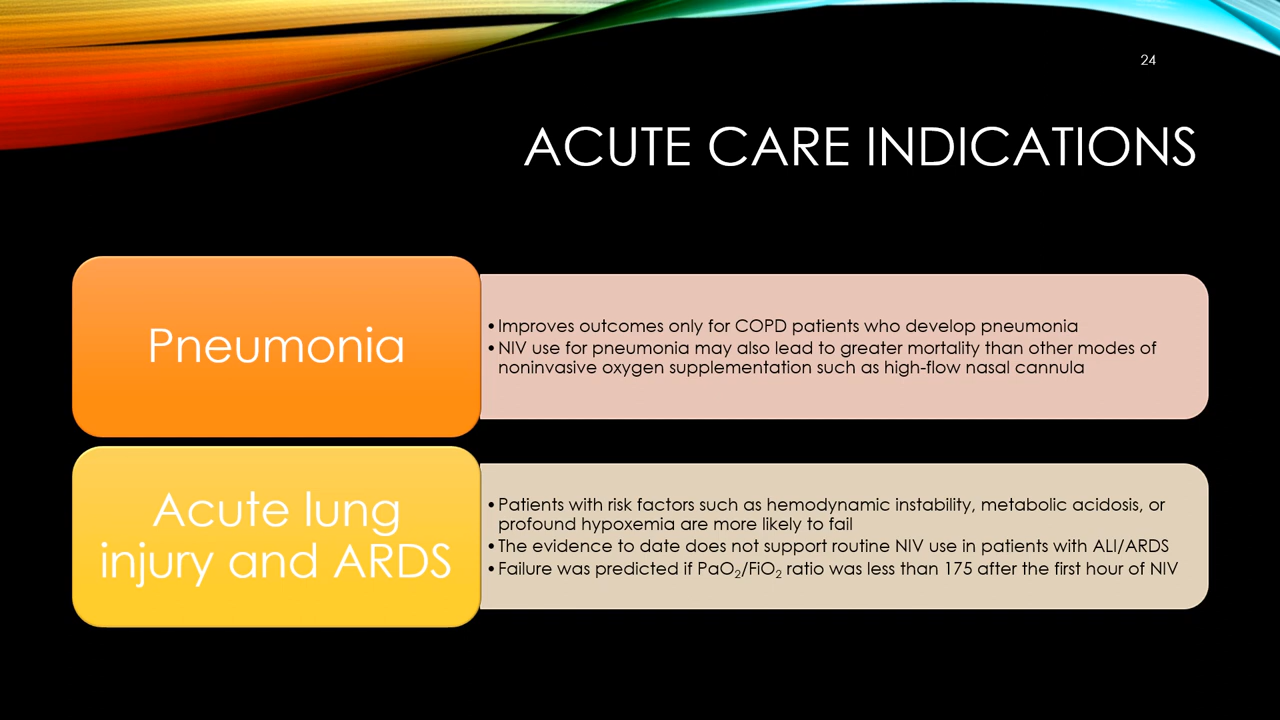 24
ACUTE CARE INDICATIONS
Pneumonia
•Improves outcomes only for COPD patients who develop pneumonia
•NIV use for pneumonia may also lead to greater mortality than other modes of
noninvasive oxygen supplementation such as high-flow nasal cannula
Acute lung
injury and ARDS
•Patients with risk factors such as hemodynamic instability, metabolic acidosis, or
profound hypoxemia are more likely to fail
•The evidence to date does not support routine NIV use in patients with ALI/ARDS
•Failure was predicted if PaO₂/FiO₂ ratio was less than 175 after the first hour of NIV